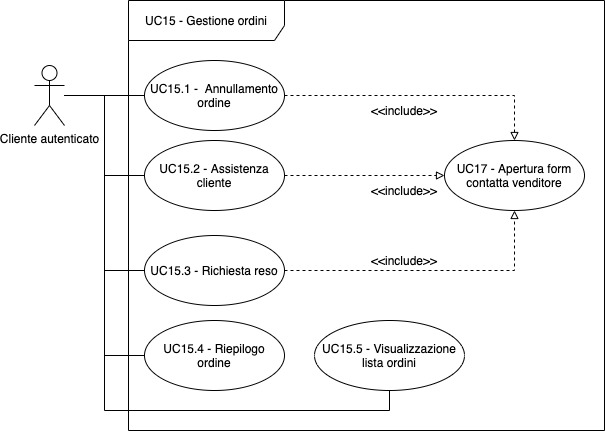 UC15 - Gestione ordini
Cliente autenticato
UC15.1 -  Annullamento
ordine
<<include>>
UC15.2 - Assistenza
cliente
<<include>>
UC17 - Apertura form
contatta venditore
UC15.3 - Richiesta reso
<<include>>
UC15.4 - Riepilogo
ordine
UC15.5 - Visualizzazione
lista ordini